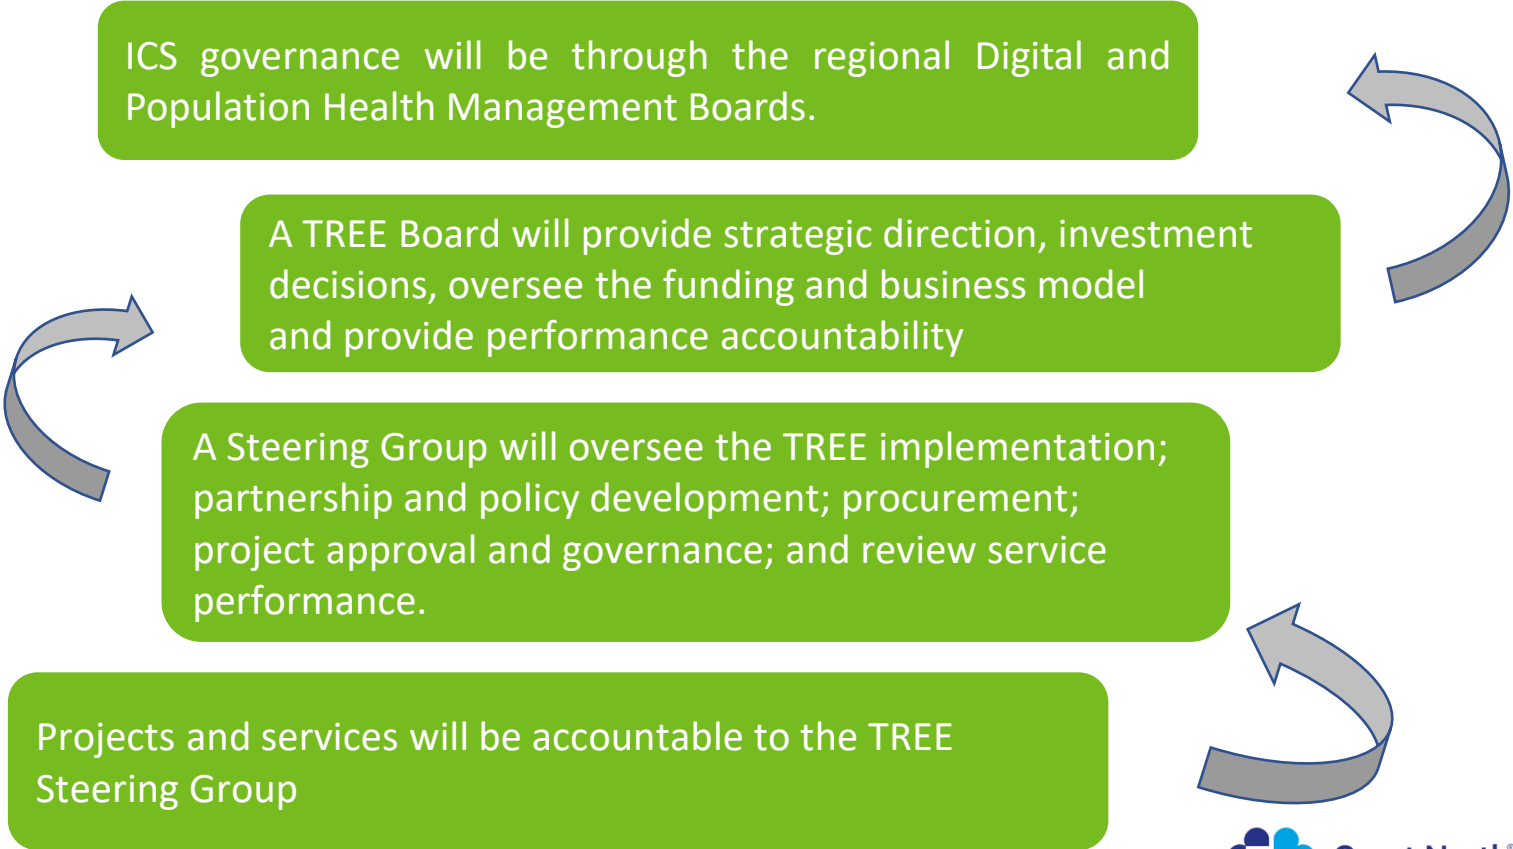 ICS governance will be through the regional Digital and
Population Health Management Boards.
A TREE Board will provide strategic direction, investment
decisions, oversee the funding and business model
and provide performance accountability
A Steering Group will oversee the TREE implementation;
partnership and policy development; procurement;
project approval and governance; and review service
performance.
Projects and services will be accountable to the TREE
Steering Group